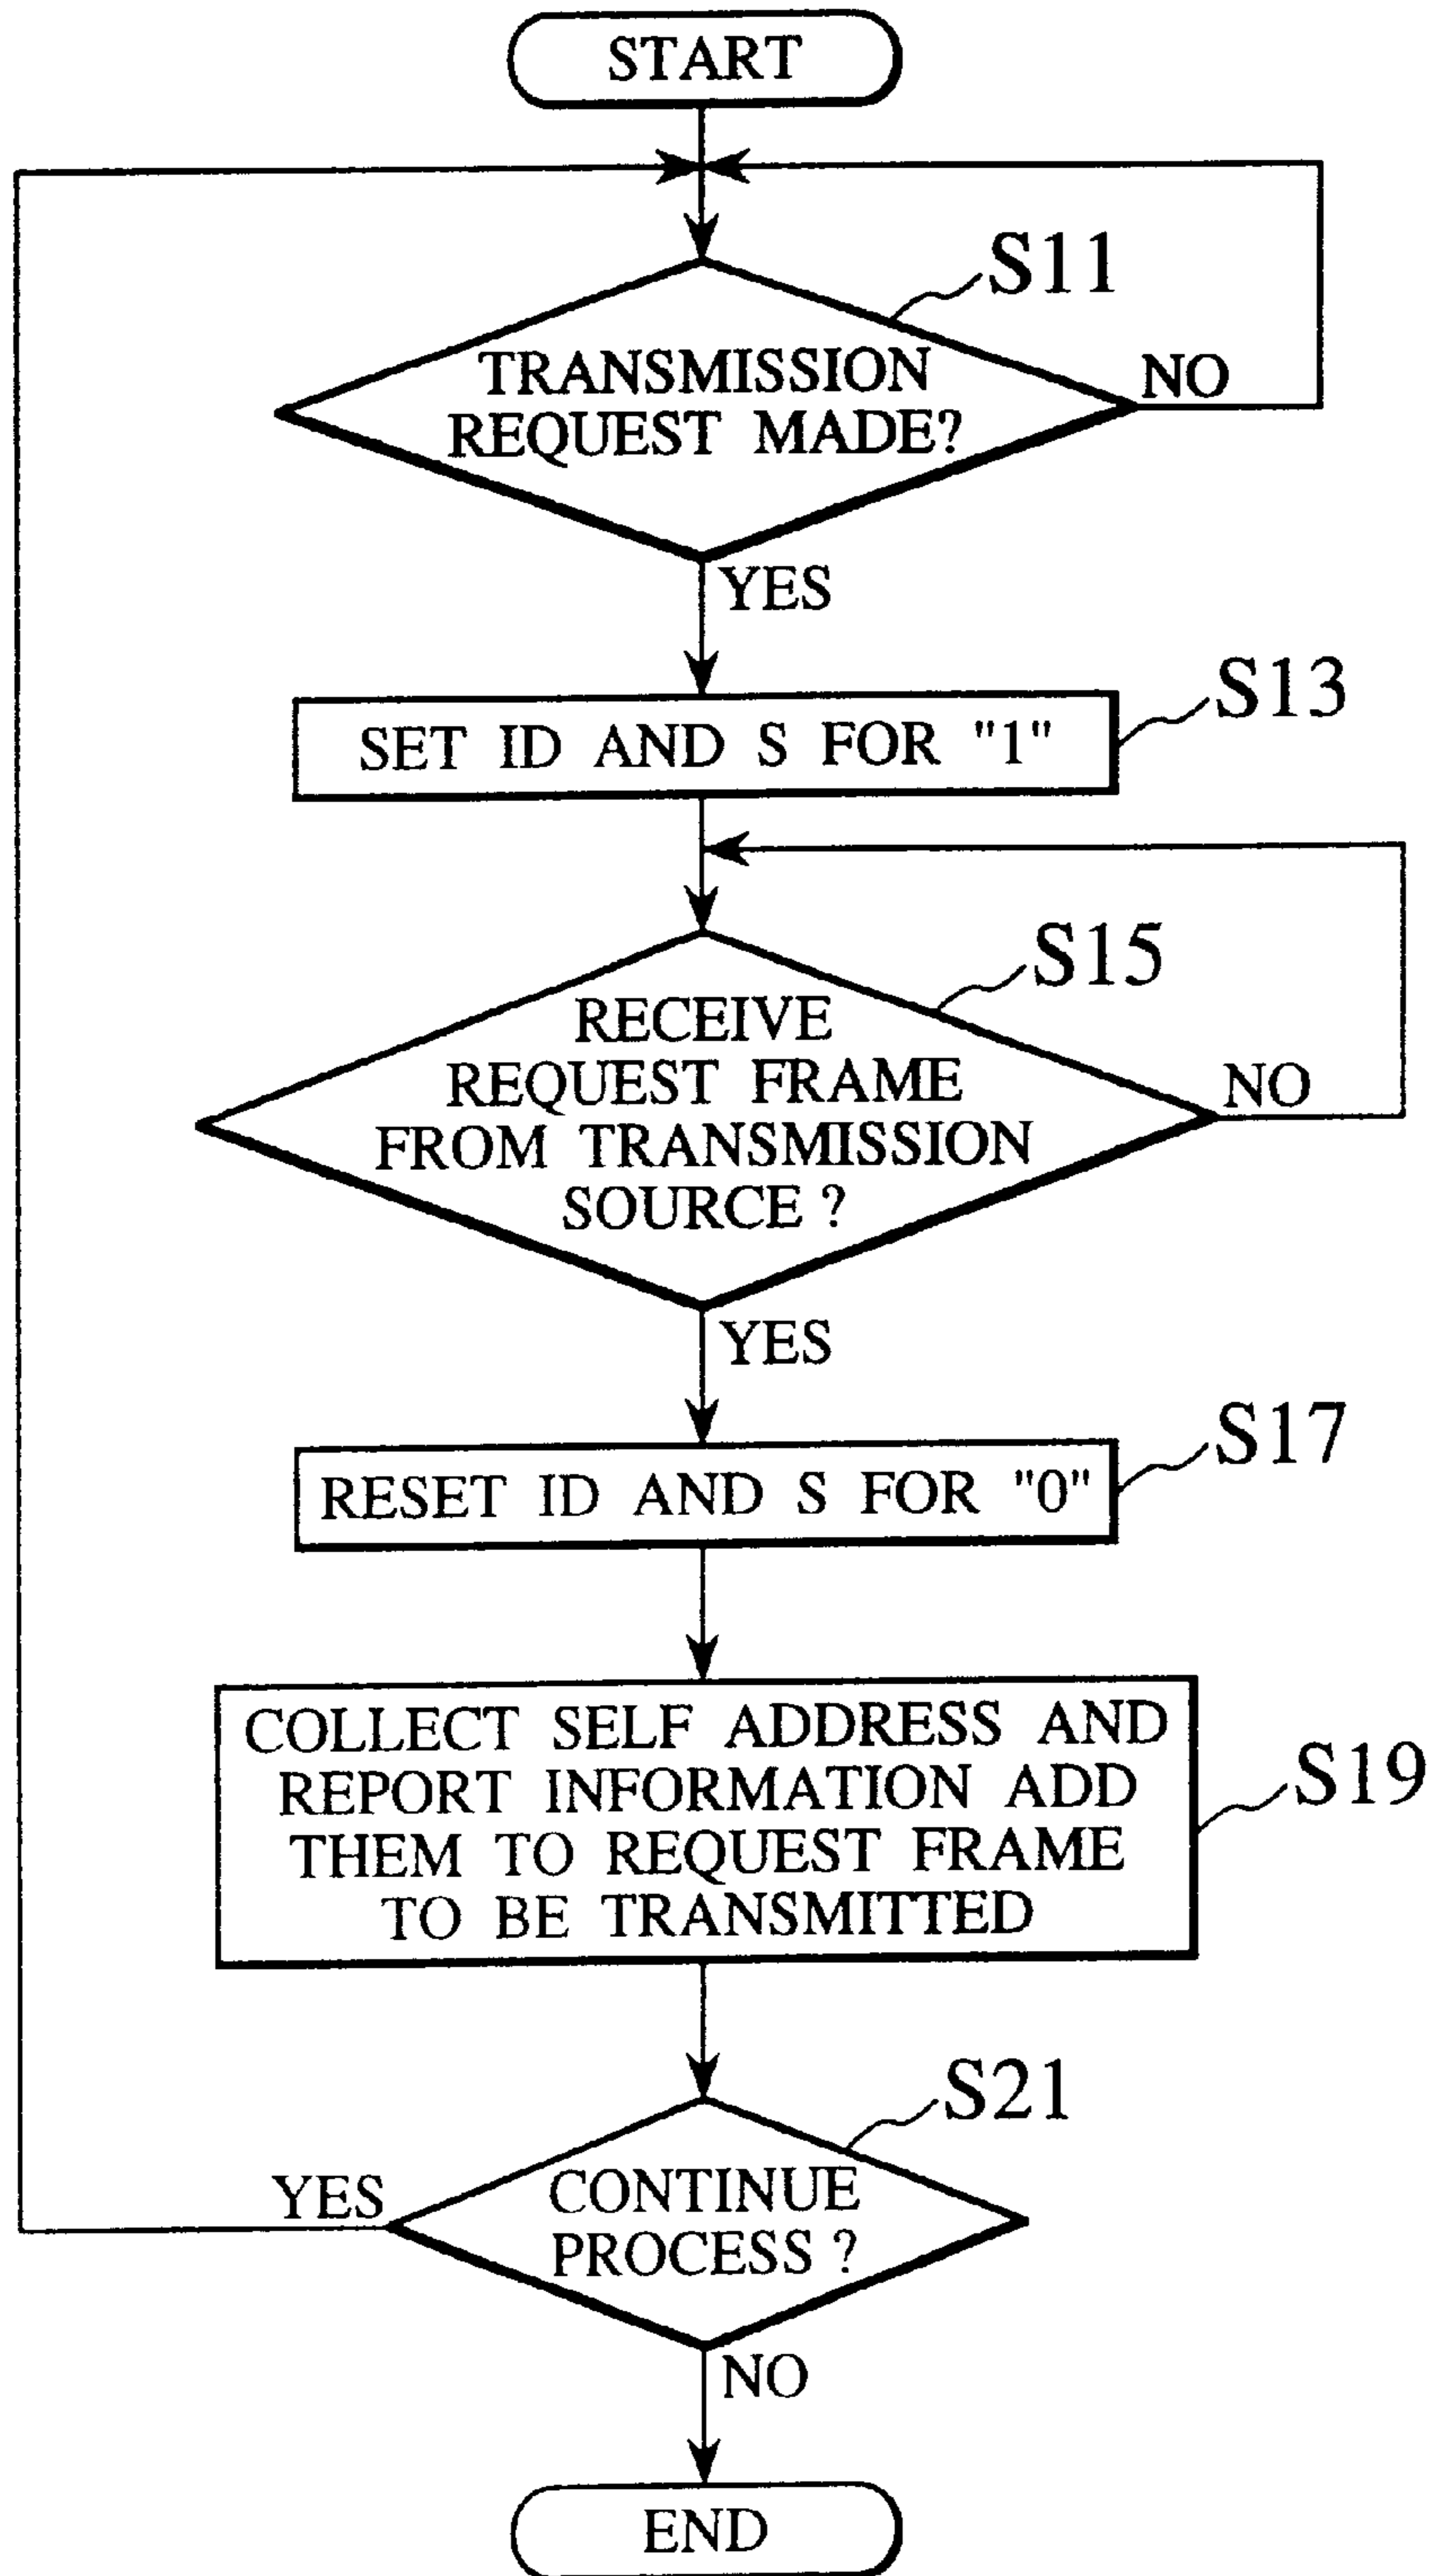 START
S11
TRANSMISSION
REQUEST MADE?
NO
YES
S13
SET ID AND S FOR "1"
S15
RECEIVE
REQUEST FRAME
FROM TRANSMISSION
SOURCE ?
NO
YES
S17
RESET ID AND S FOR "0"
COLLECT SELF ADDRESS AND
REPORT INFORMATION ADD
THEM TO REQUEST FRAME
TO BE TRANSMITTED
S19
S21
YES
CONTINUE
PROCESS ?
NO
END